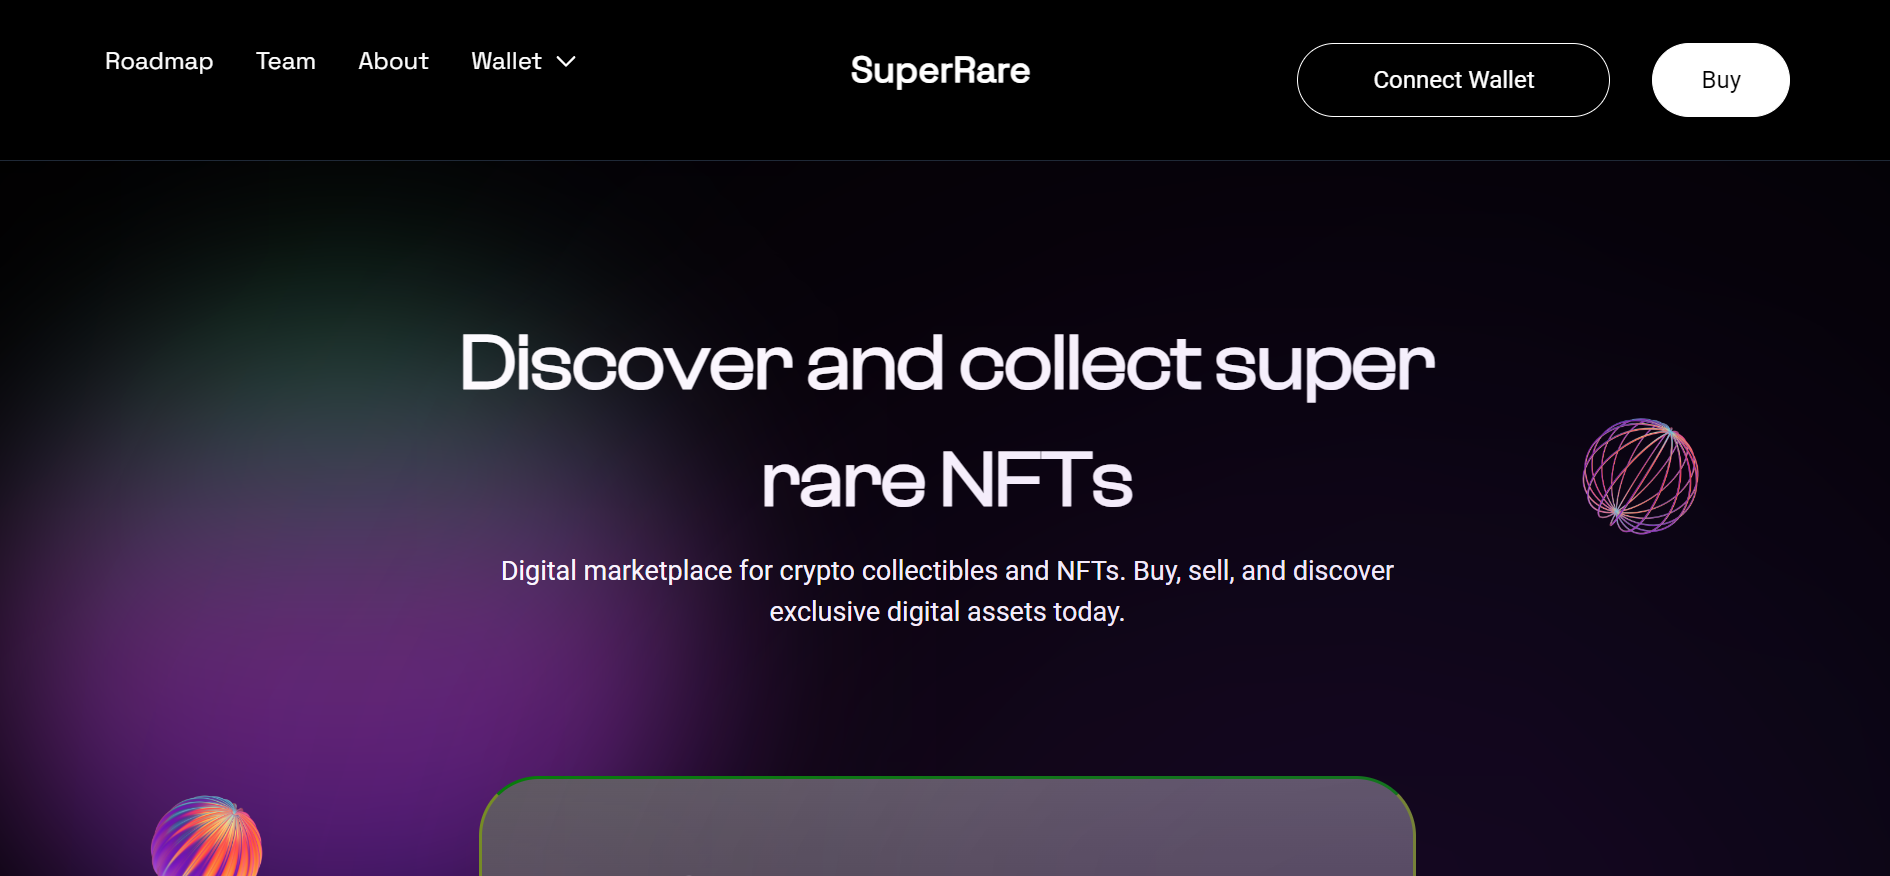 Roadmap Team About Wallet
SuperRare
Connect Wallet
Buy
Discover and collect super
rare NFTs
Digital marketplace for crypto collectibles and NFTs. Buy, sell, and discover
exclusive digital assets today.